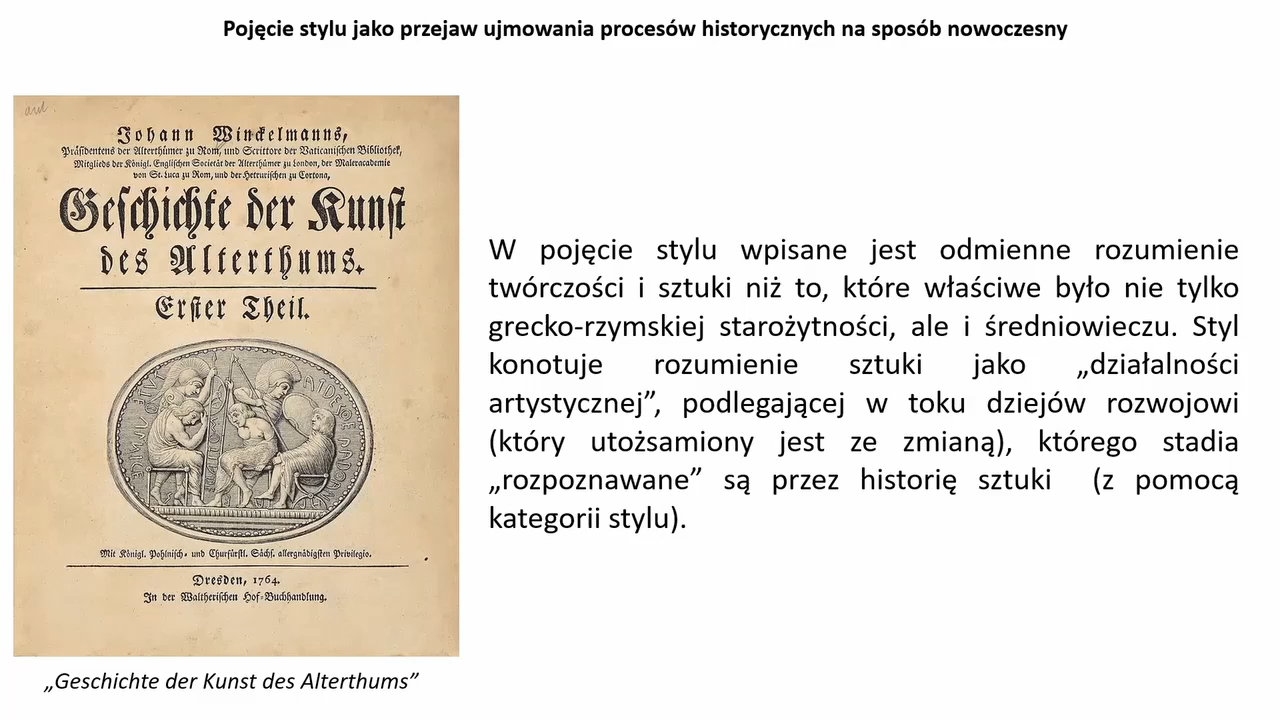 Pojęcie stylu jako przejaw ujmowania procesów historycznych na sposób nowoczesny
Johann Winckelmanns,
Präsidentens der Alterthümer zu Rom, und Scrittore der Vaticanischen Bibliothek,
Mitglieds der Königl. Englischen Societät der Alterthümer zu London, der Maleracademie
von St. Luca zu Rom, und der Hetrurischen zu Cortona,
Geschichte der Kunst
des Alterthums.
Erster Theil.
Mit Königl. Pohlnisch- und Churfürstl. Sächs. allergnädigsten Privilegio.
Dresden, 1764.
In der Waltherischen Hof-Buchhandlung.
„Geschichte der Kunst des Alterthums”
W pojęcie stylu wpisane jest odmienne rozumienie
twórczości i sztuki niż to, które właściwe było nie tylko
grecko-rzymskiej starożytności, ale i średniowieczu. Styl
konotuje rozumienie sztuki jako „działalności
artystycznej”, podlegającej w toku dziejów rozwojowi
(który utożsamiony jest ze zmianą), którego stadia
„rozpoznawane” są przez historię sztuki (z pomocą
kategorii stylu).